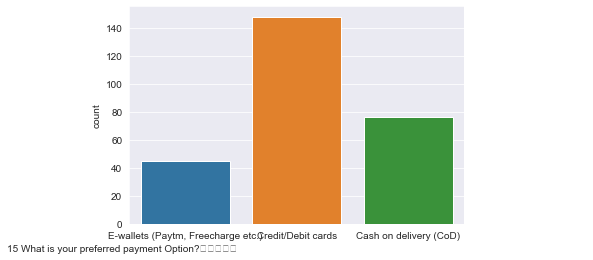 140
120
100
80
60
40
20
0
count
E-wallets (Paytm, Freecharge etc.)
Credit/Debit cards
Cash on delivery (CoD)
15 What is your preferred payment Option?□□□□□